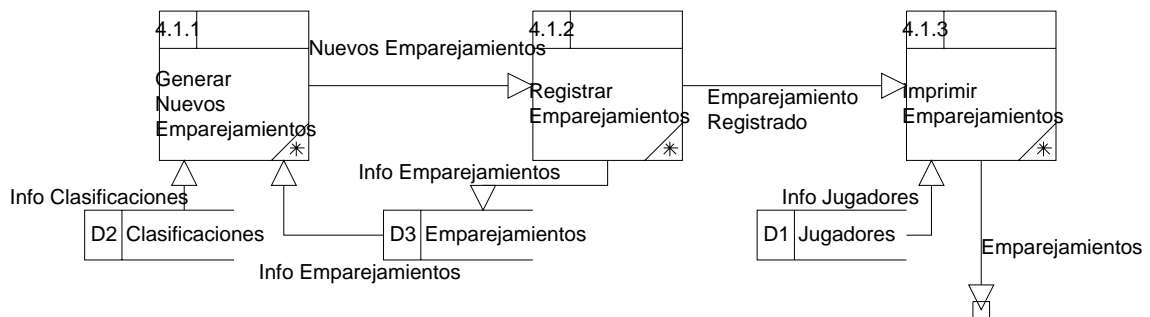 4.1.1
4.1.2
4.1.3
Nuevos Emparejamientos
Generar
Nuevos
Emparejamientos
Registrar
Emparejamientos
Emparejamiento
Registrado
Imprimir
Emparejamientos
*
*
*
Info Clasificaciones
Info Emparejamientos
Info Jugadores
D2 Clasificaciones
D3 Emparejamientos
D1 Jugadores
Emparejamientos
Info Emparejamientos